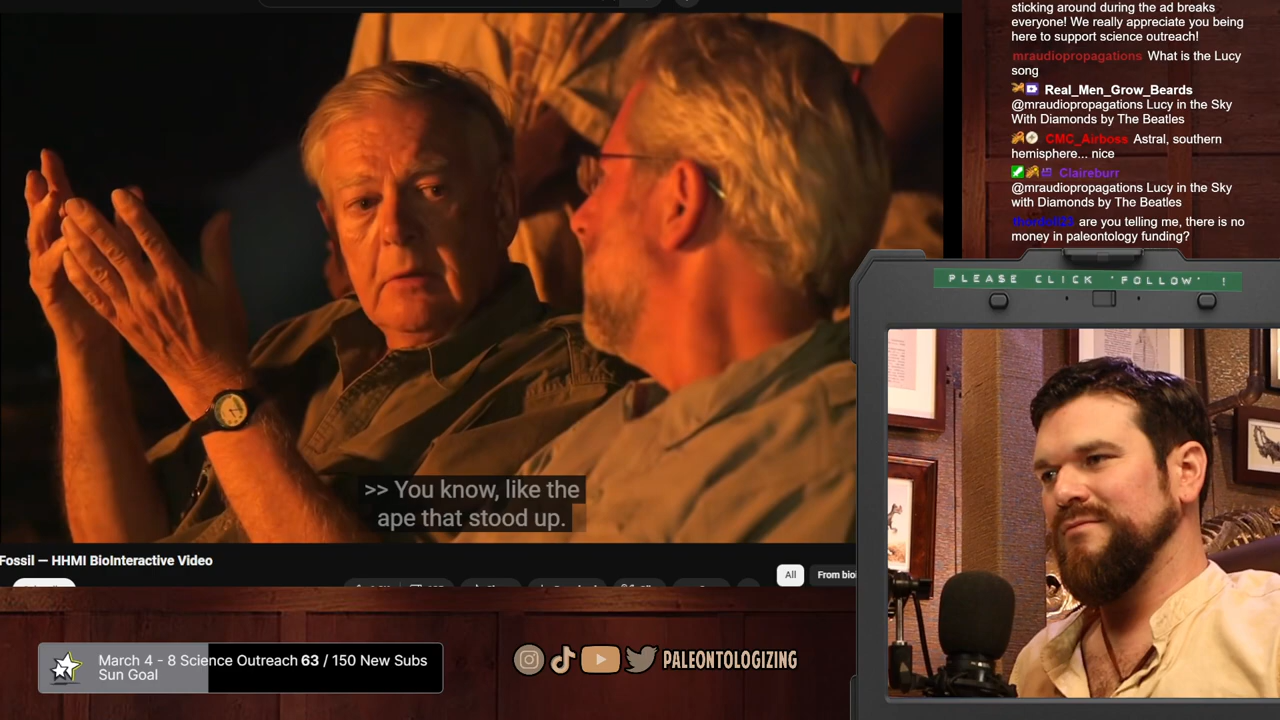 sticking around during the ad breaks
everyone! We really appreciate you being
here to support science outreach!
mraudiopropagations What is the Lucy
song
Real_Men_Grow_Beards
@mraudiopropagations Lucy in the Sky
With Diamonds by The Beatles
CMC_Airboss Astral, southern
hemisphere... nice
Claireburr
@mraudiopropagations Lucy in the Sky
with Diamonds by The Beatles
are you telling me, there is no
money in paleontology funding?
PLEASE CLICK "FOLLOW" !
>> You know, like the
ape that stood up.
Fossil — HHMI BioInteractive Video
All
From bio
March 4 - 8 Science Outreach 63 / 150 New Subs
Sun Goal
PALEONTOLOGIZING